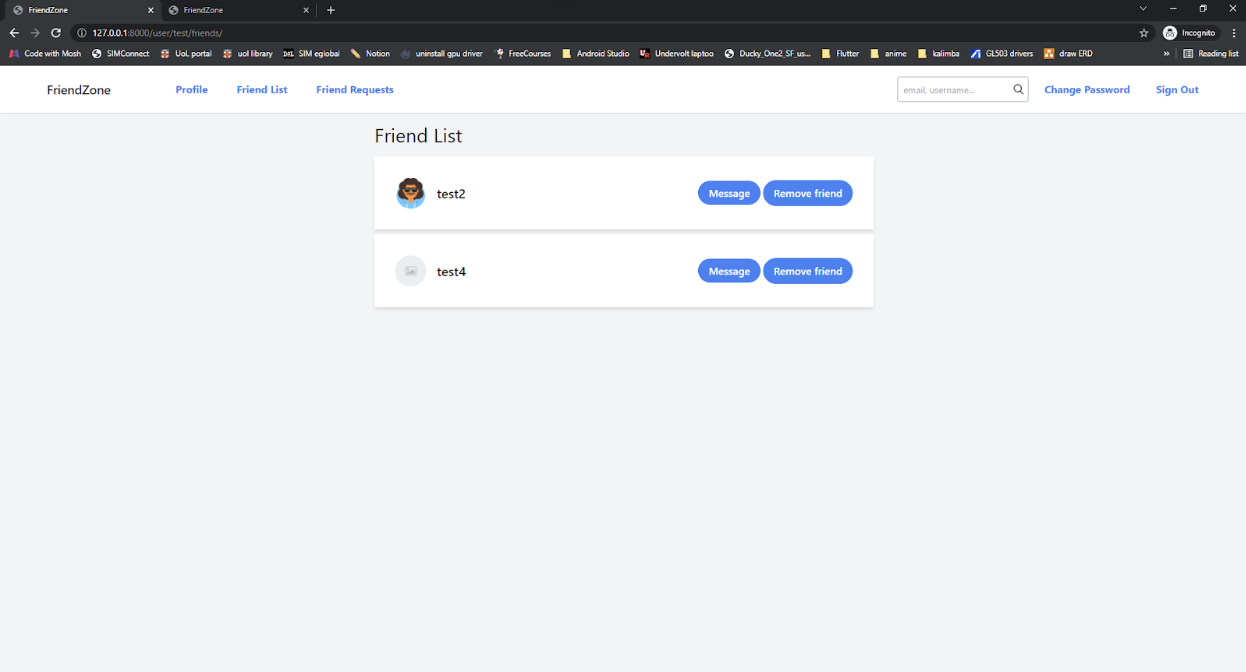 FriendZone
FriendZone
127.0.0.1:8000/user/test/friends/
Incognito
Code with Mosh SIMConnect UoL portal uol library SIM eglobal Notion uninstall gpu driver FreeCourses Android Studio Undervolt laptoo Ducky_One2_SF_us... Flutter anime kalimba GL503 drivers draw ERD » Reading list
FriendZone Profile Friend List Friend Requests email, username... Change Password Sign Out
Friend List
test2 Message Remove friend
test4 Message Remove friend